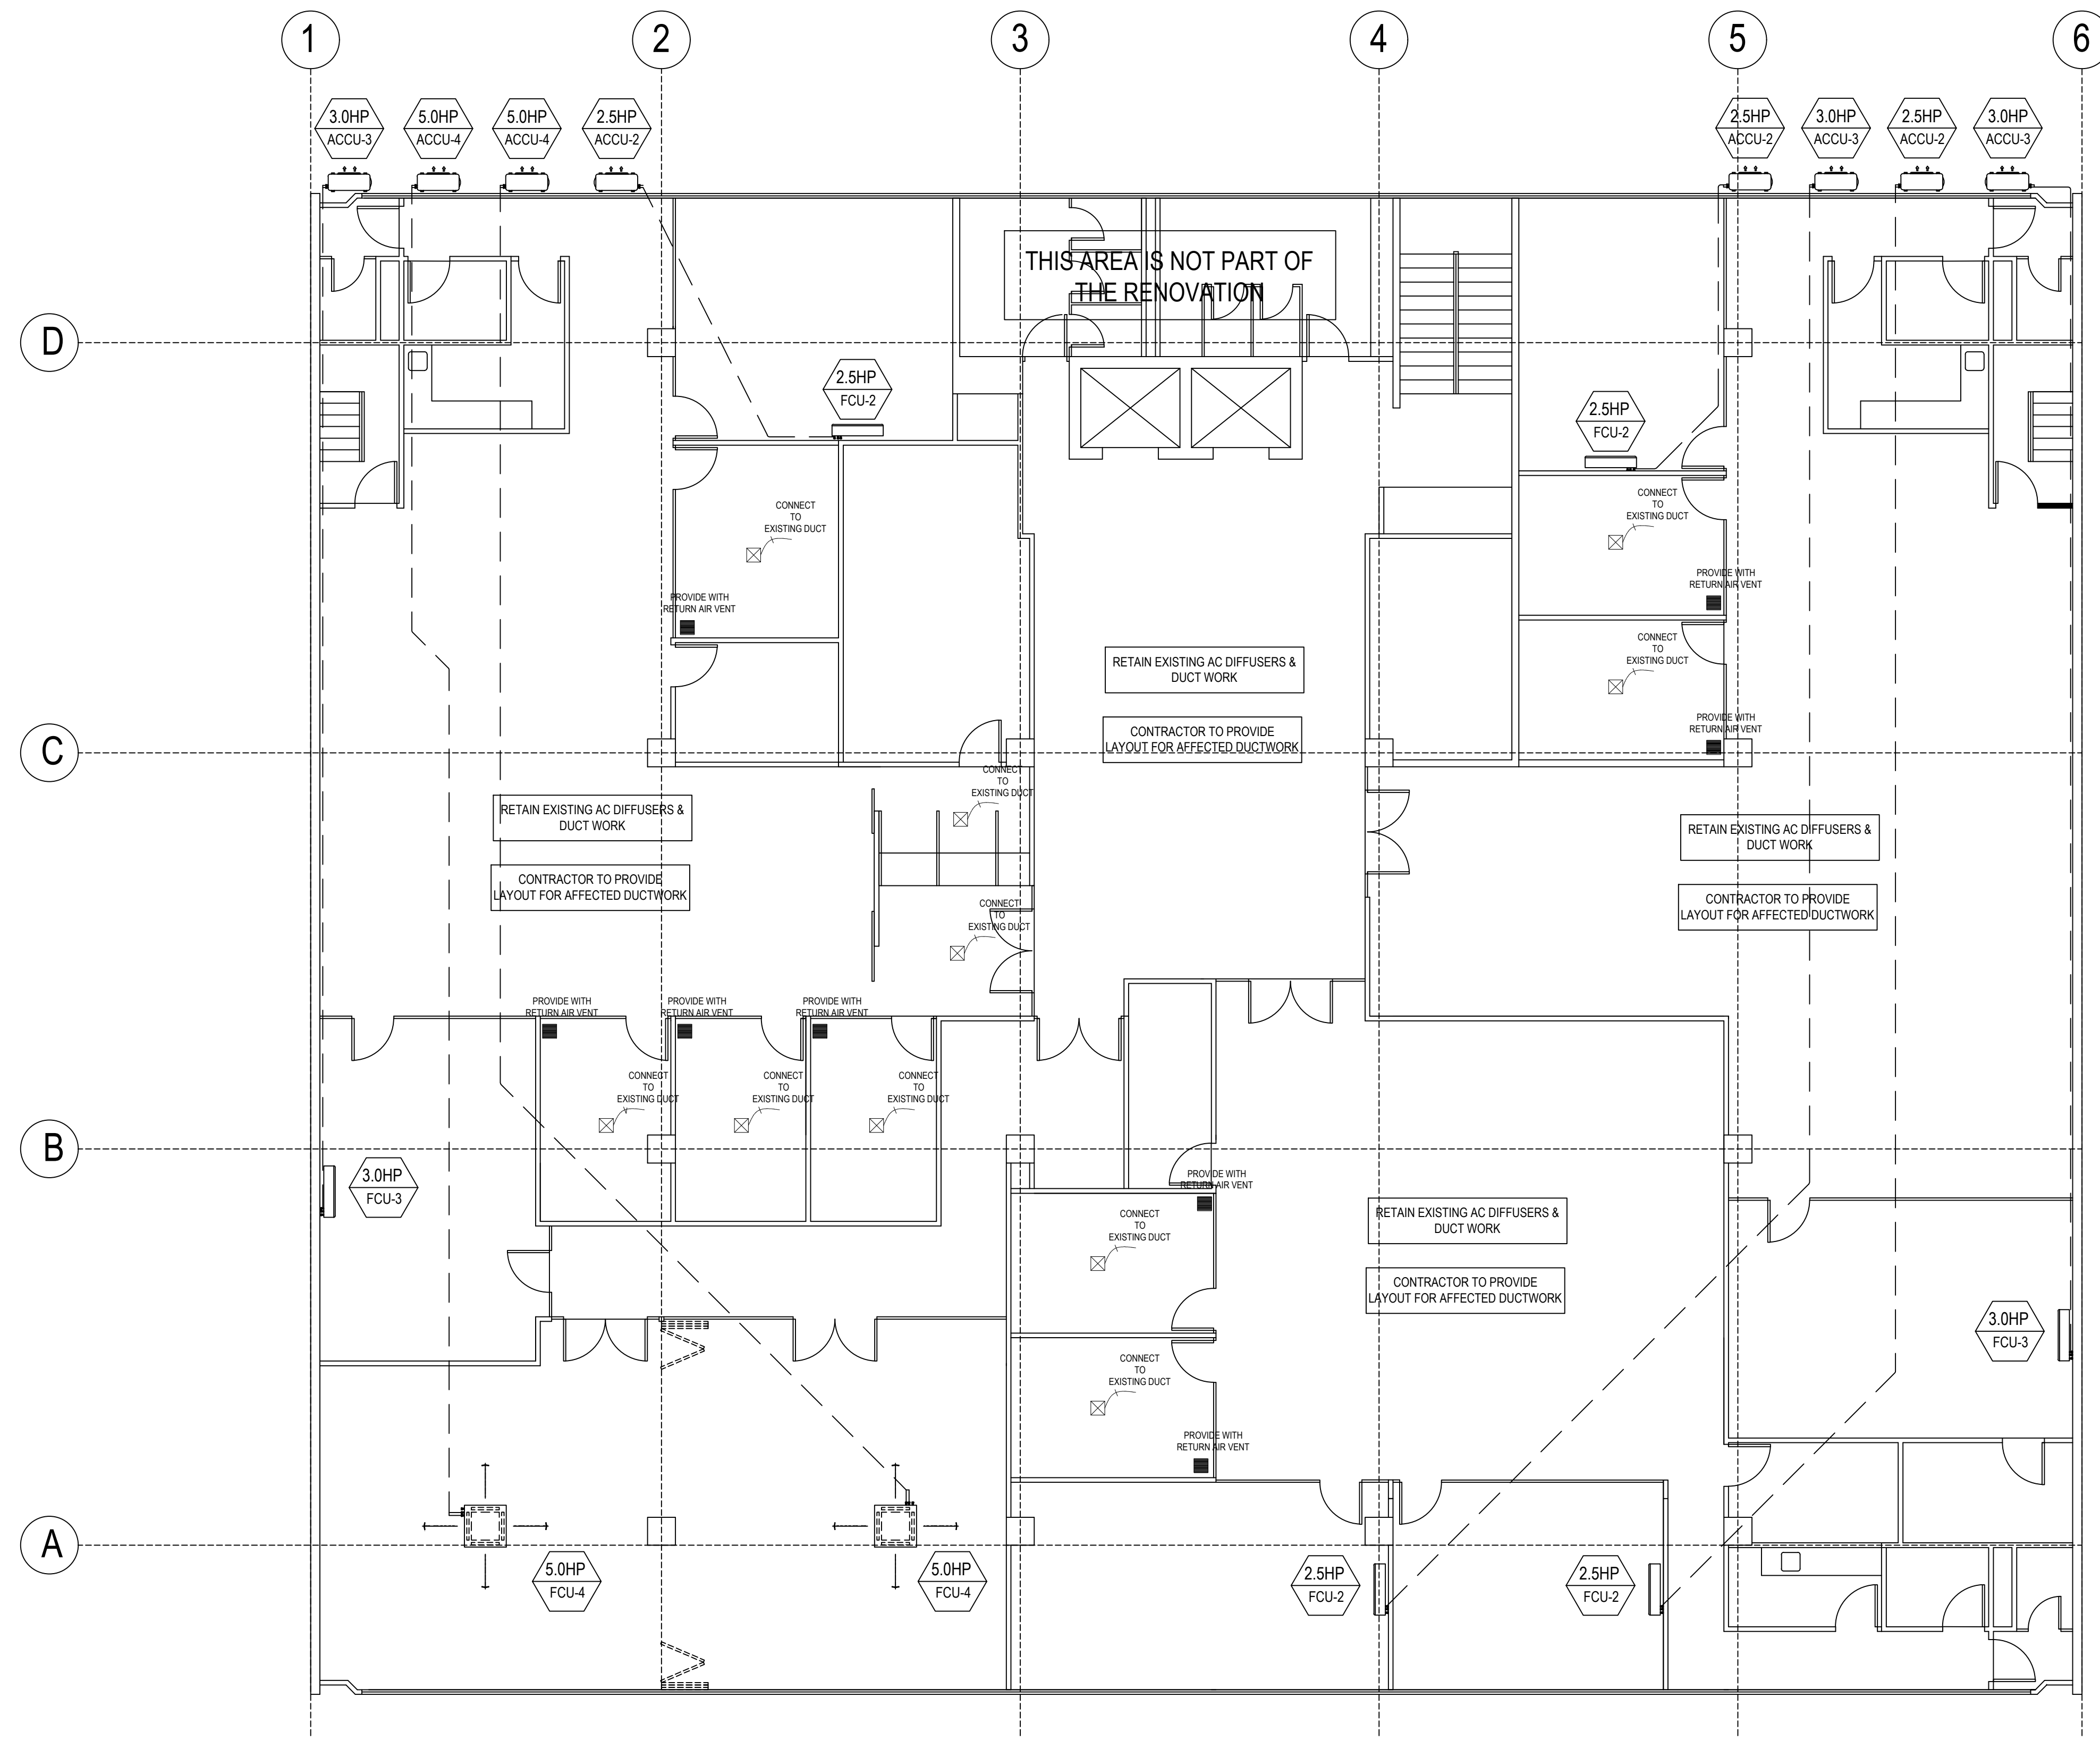 1
2
3
4
5
6
3.0HP
ACCU-3
5.0HP
ACCU-4
5.0HP
ACCU-4
2.5HP
ACCU-2
2.5HP
ACCU-2
3.0HP
ACCU-3
2.5HP
ACCU-2
3.0HP
ACCU-3
THIS AREA IS NOT PART OF
THE RENOVATION
D
2.5HP
FCU-2
2.5HP
FCU-2
CONNECT
TO
EXISTING DUCT
CONNECT
TO
EXISTING DUCT
PROVIDE WITH
RETURN AIR VENT
PROVIDE WITH
RETURN AIR VENT
CONNECT
TO
EXISTING DUCT
RETAIN EXISTING AC DIFFUSERS &
DUCT WORK
CONTRACTOR TO PROVIDE
LAYOUT FOR AFFECTED DUCTWORK
PROVIDE WITH
RETURN AIR VENT
C
CONNECT
TO
EXISTING DUCT
RETAIN EXISTING AC DIFFUSERS &
DUCT WORK
CONTRACTOR TO PROVIDE
LAYOUT FOR AFFECTED DUCTWORK
RETAIN EXISTING AC DIFFUSERS &
DUCT WORK
CONTRACTOR TO PROVIDE
LAYOUT FOR AFFECTED DUCTWORK
CONNECT
TO
EXISTING DUCT
PROVIDE WITH
RETURN AIR VENT
PROVIDE WITH
RETURN AIR VENT
PROVIDE WITH
RETURN AIR VENT
CONNECT
TO
EXISTING DUCT
CONNECT
TO
EXISTING DUCT
CONNECT
TO
EXISTING DUCT
B
3.0HP
FCU-3
PROVIDE WITH
RETURN AIR VENT
CONNECT
TO
EXISTING DUCT
RETAIN EXISTING AC DIFFUSERS &
DUCT WORK
CONTRACTOR TO PROVIDE
LAYOUT FOR AFFECTED DUCTWORK
3.0HP
FCU-3
CONNECT
TO
EXISTING DUCT
PROVIDE WITH
RETURN AIR VENT
A
5.0HP
FCU-4
5.0HP
FCU-4
2.5HP
FCU-2
2.5HP
FCU-2